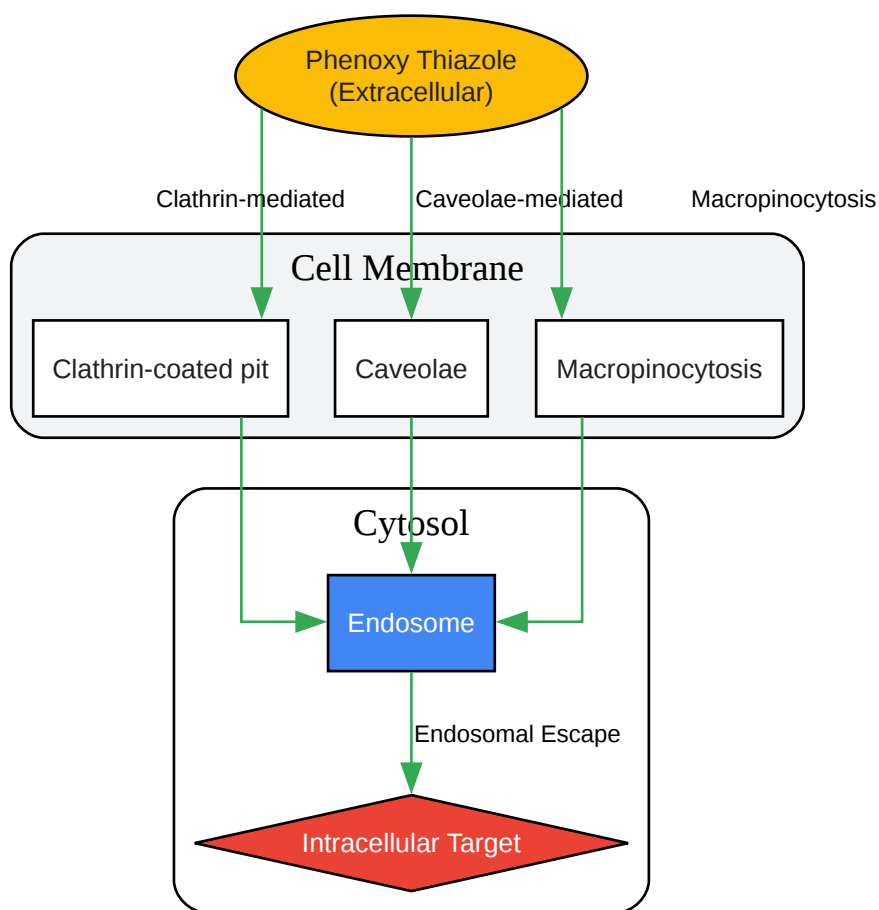 Phenoxy Thiazole
(Extracellular)
Clathrin-mediated
Caveolae-mediated
Macropinocytosis
Cell Membrane
Clathrin-coated pit
Caveolae
Macropinocytosis
Cytosol
Endosome
Endosomal Escape
Intracellular Target